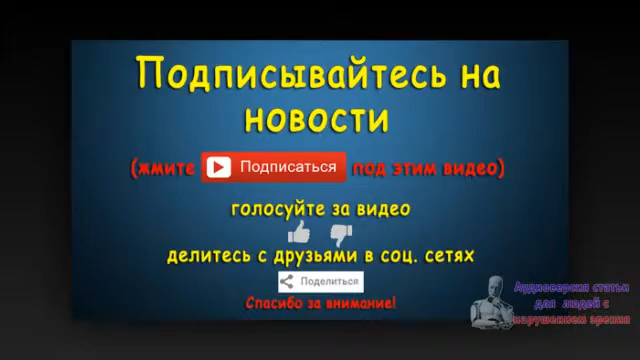 Подписывайтесь на
новости
(жмите Подписаться под этим видео)
голосуйте за видео
делитесь с друзьями в соц. сетях
Поделиться
Спасибо за внимание!
Аудиоверсия статьи
для людей с
нарушением зрения